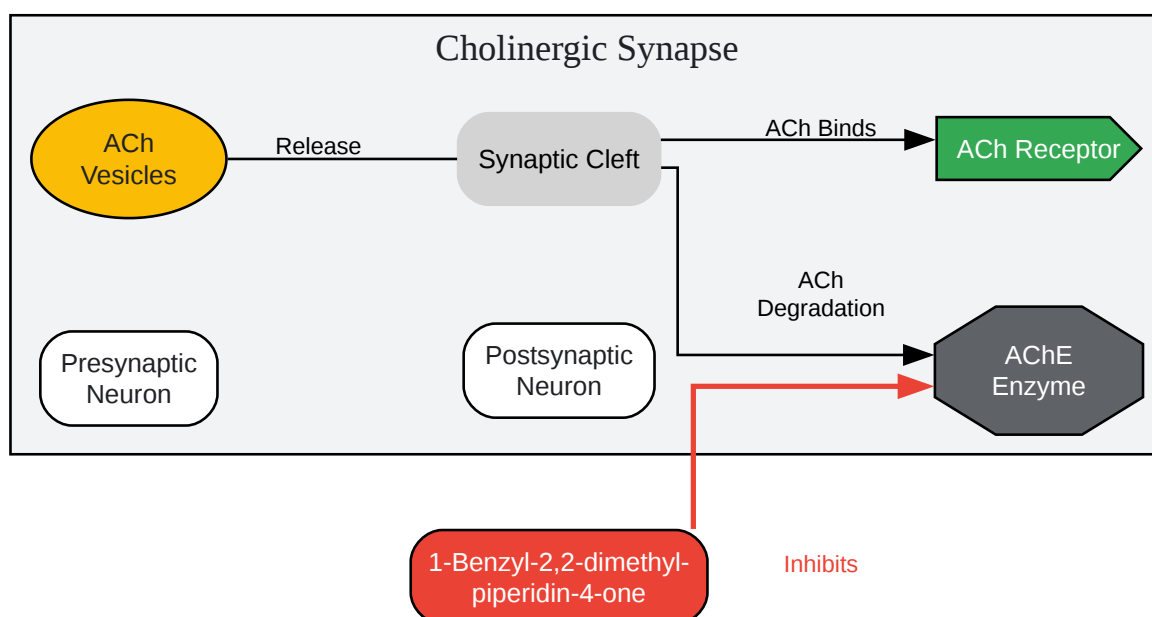 Cholinergic Synapse
ACh
Vesicles
Release
Synaptic Cleft
ACh Binds
ACh Receptor
ACh
Degradation
Presynaptic
Neuron
Postsynaptic
Neuron
AChE
Enzyme
1-Benzyl-2,2-dimethyl-
piperidin-4-one
Inhibits